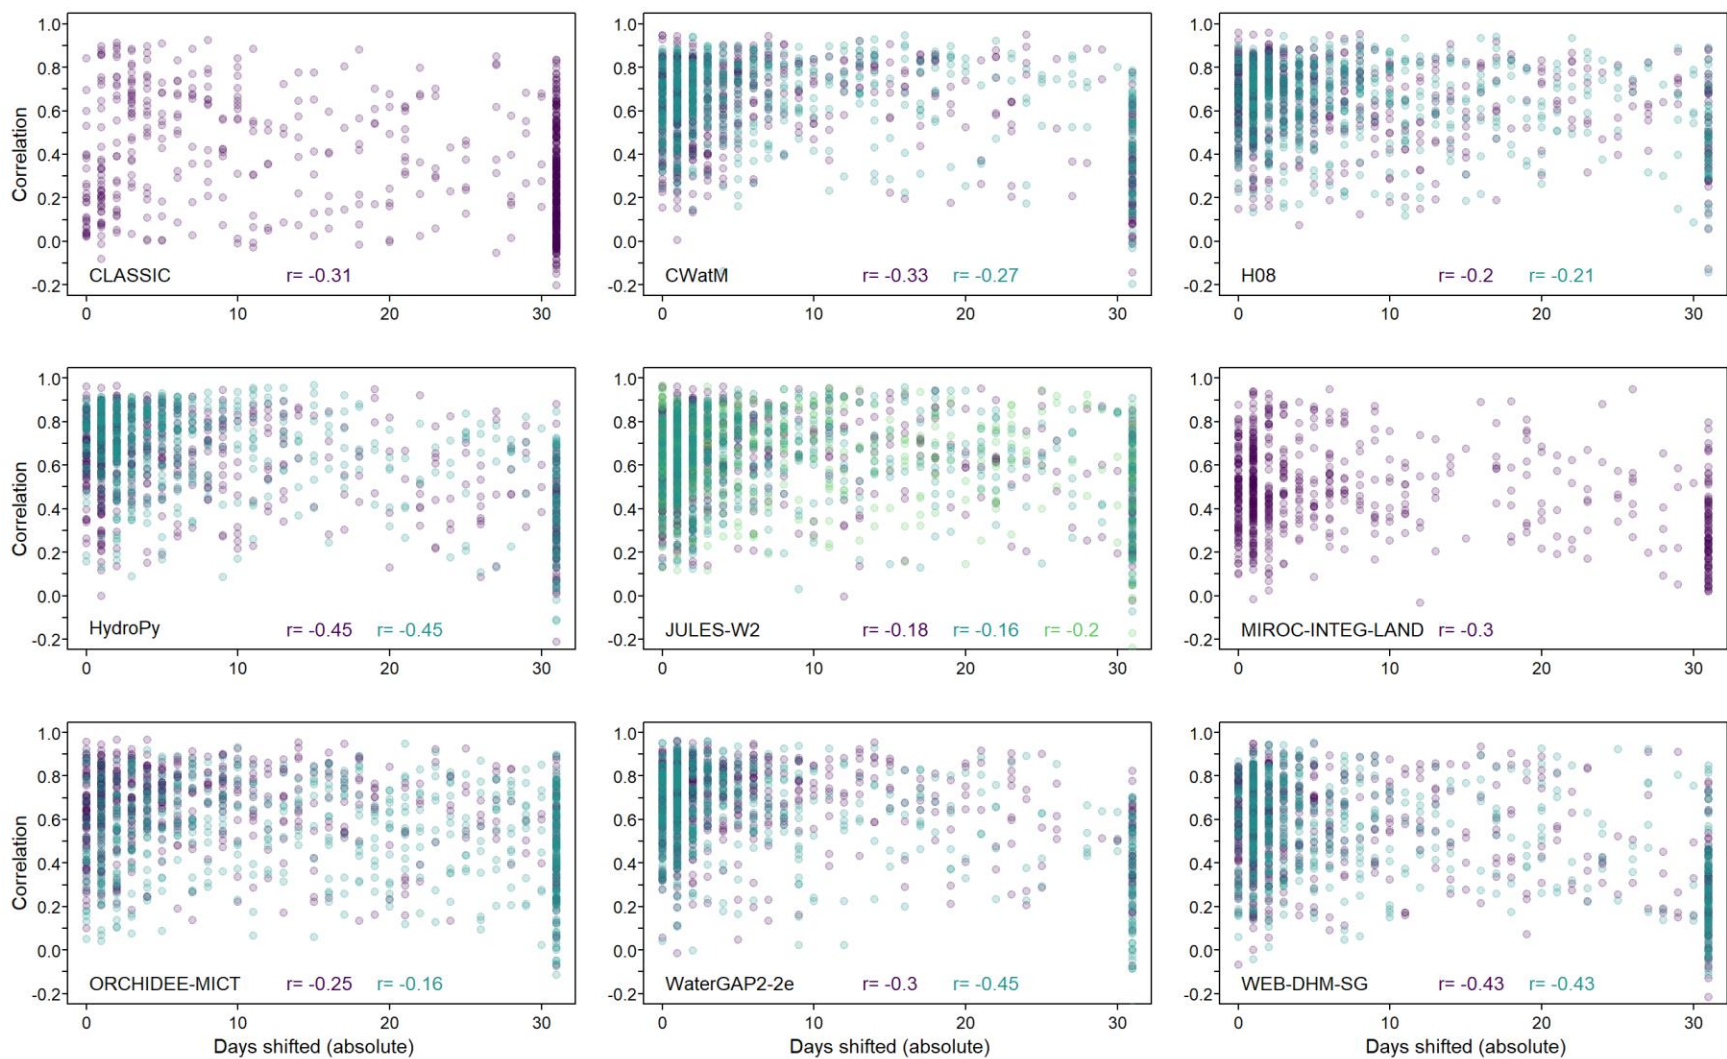 1.0
0.8
0.6
0.4
0.2
0.0
-0.2
Correlation
CLASSIC r= -0.31
0 10 20 30
1.0
0.8
0.6
0.4
0.2
0.0
-0.2
CWatM r= -0.33 r= -0.27
0 10 20 30
1.0
0.8
0.6
0.4
0.2
0.0
-0.2
H08 r= -0.2 r= -0.21
0 10 20 30
1.0
0.8
0.6
0.4
0.2
0.0
-0.2
Correlation
HydroPy r= -0.45 r= -0.45
0 10 20 30
1.0
0.8
0.6
0.4
0.2
0.0
-0.2
JULES-W2 r= -0.18 r= -0.16 r= -0.2
0 10 20 30
1.0
0.8
0.6
0.4
0.2
0.0
-0.2
MIROC-INTEG-LAND r= -0.3
0 10 20 30
1.0
0.8
0.6
0.4
0.2
0.0
-0.2
Correlation
ORCHIDEE-MICT r= -0.25 r= -0.16
0 10 20 30
Days shifted (absolute)
1.0
0.8
0.6
0.4
0.2
0.0
-0.2
WaterGAP2-2e r= -0.3 r= -0.45
0 10 20 30
Days shifted (absolute)
1.0
0.8
0.6
0.4
0.2
0.0
-0.2
WEB-DHM-SG r= -0.43 r= -0.43
0 10 20 30
Days shifted (absolute)